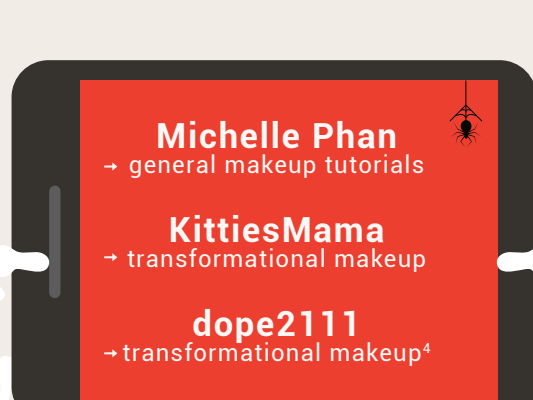 Michelle Phan
→ general makeup tutorials
KittiesMama
→ transformational makeup
dope2111
→ transformational makeup⁴